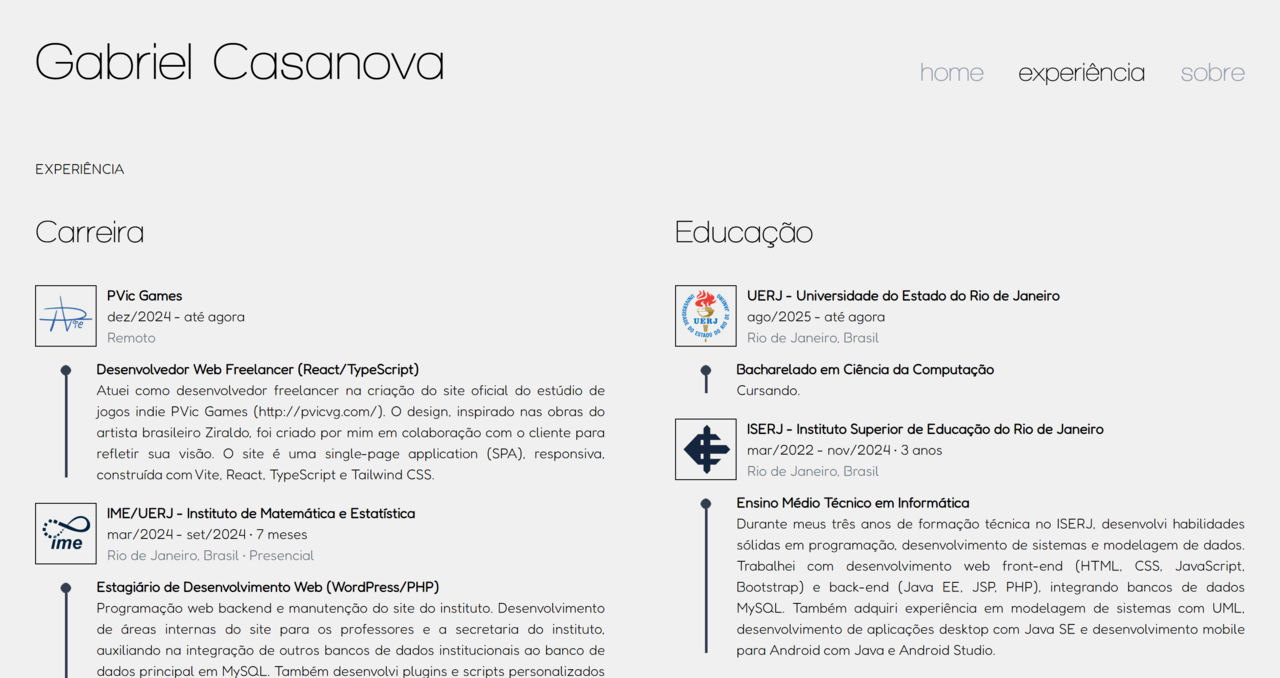 Gabriel Casanova
home experiência sobre
EXPERIÊNCIA
Carreira
PVic Games
dez/2024 - até agora
Remoto
Desenvolvedor Web Freelancer (React/TypeScript)
Atuei como desenvolvedor freelancer na criação do site oficial do estúdio de
jogos indie PVic Games (http://pvicvg.com/). O design, inspirado nas obras do
artista brasileiro Ziraldo, foi criado por mim em colaboração com o cliente para
refletir sua visão. O site é uma single-page application (SPA), responsiva,
construída com Vite, React, TypeScript e Tailwind CSS.
ime
IME/UERJ - Instituto de Matemática e Estatística
mar/2024 - set/2024 · 7 meses
Rio de Janeiro, Brasil · Presencial
Estagiário de Desenvolvimento Web (WordPress/PHP)
Programação web backend e manutenção do site do instituto. Desenvolvimento
de áreas internas do site para os professores e a secretaria do instituto,
auxiliando na integração de outros bancos de dados institucionais ao banco de
dados principal em MySQL. Também desenvolvi plugins e scripts personalizados
Educação
UERJ
UERJ - Universidade do Estado do Rio de Janeiro
ago/2025 - até agora
Rio de Janeiro, Brasil
Bacharelado em Ciência da Computação
Cursando.
ISERJ - Instituto Superior de Educação do Rio de Janeiro
mar/2022 - nov/2024 · 3 anos
Rio de Janeiro, Brasil
Ensino Médio Técnico em Informática
Durante meus três anos de formação técnica no ISERJ, desenvolvi habilidades
sólidas em programação, desenvolvimento de sistemas e modelagem de dados.
Trabalhei com desenvolvimento web front-end (HTML, CSS, JavaScript,
Bootstrap) e back-end (Java EE, JSP, PHP), integrando bancos de dados
MySQL. Também adquiri experiência em modelagem de sistemas com UML,
desenvolvimento de aplicações desktop com Java SE e desenvolvimento mobile
para Android com Java e Android Studio.